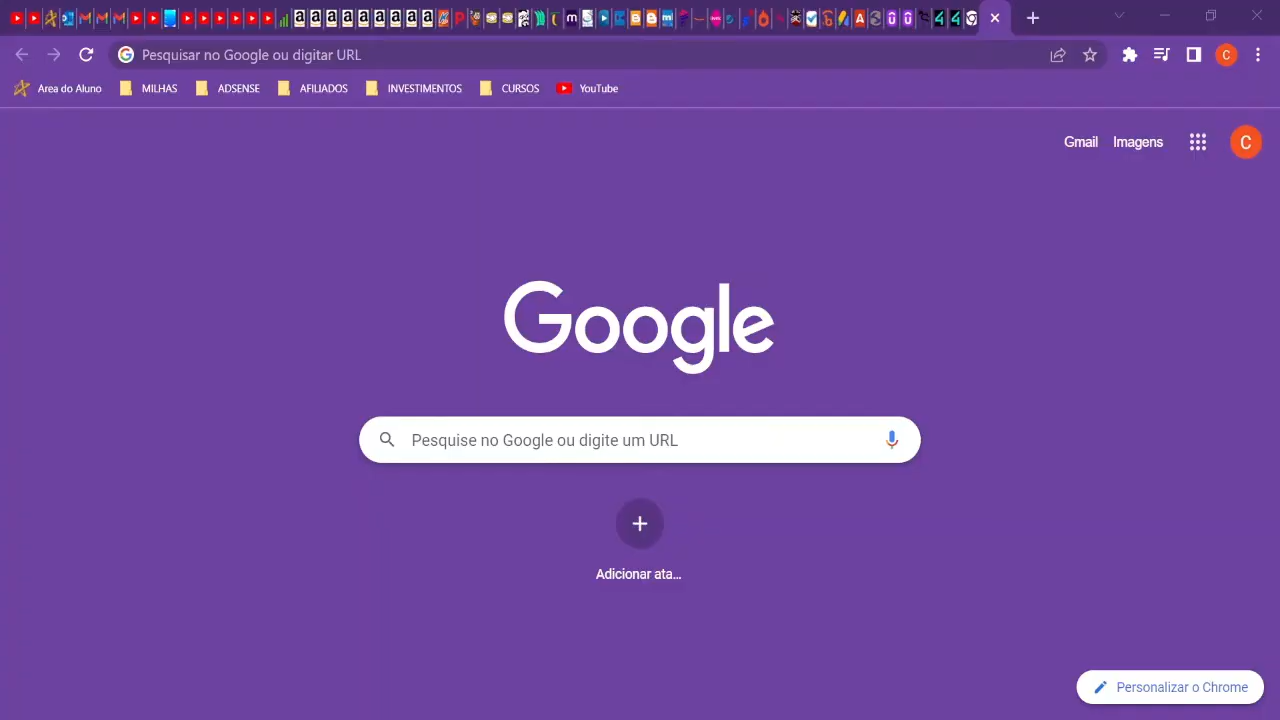 Pesquisar no Google ou digitar URL
C
Area do Aluno MILHAS ADSENSE AFILIADOS INVESTIMENTOS CURSOS YouTube
Gmail Imagens C
Google
Pesquise no Google ou digite um URL
Adicionar ata...
Personalizar o Chrome